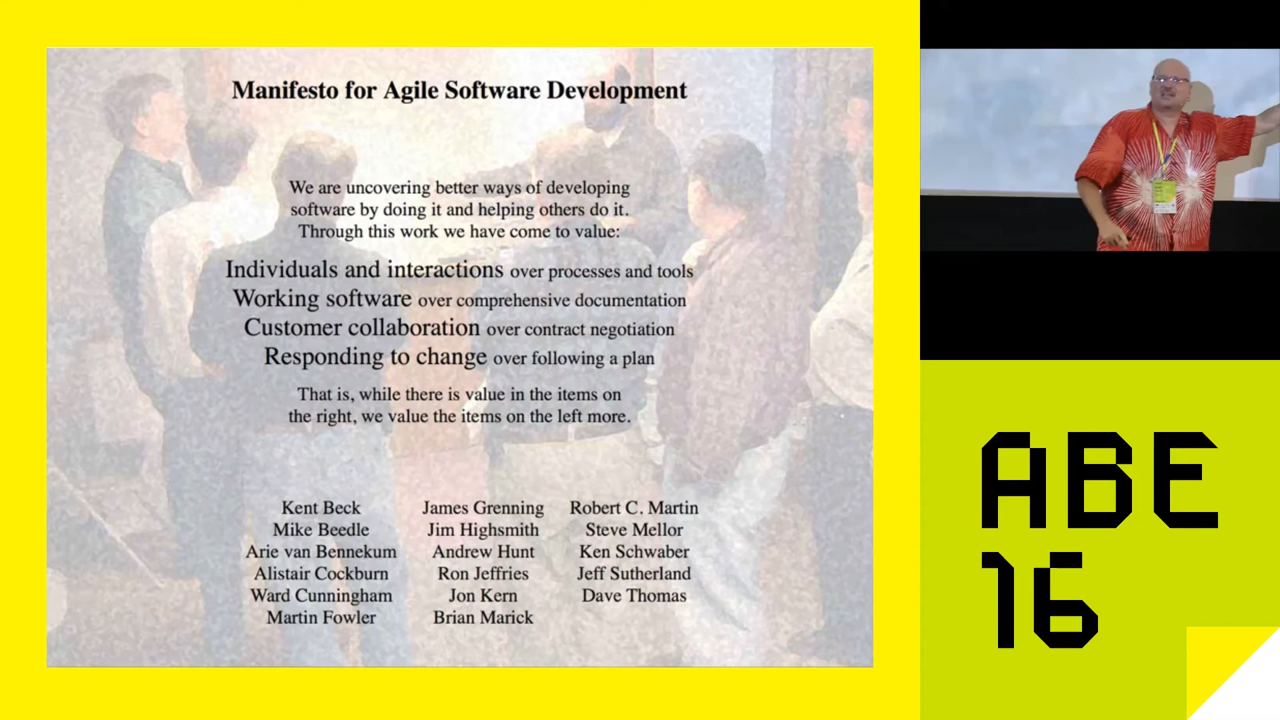 Manifesto for Agile Software Development
We are uncovering better ways of developing
software by doing it and helping others do it.
Through this work we have come to value:
Individuals and interactions over processes and tools
Working software over comprehensive documentation
Customer collaboration over contract negotiation
Responding to change over following a plan
That is, while there is value in the items on
the right, we value the items on the left more.
Kent Beck
Mike Beedle
Arie van Bennekum
Alistair Cockburn
Ward Cunningham
Martin Fowler
James Grenning
Jim Highsmith
Andrew Hunt
Ron Jeffries
Jon Kern
Brian Marick
Robert C. Martin
Steve Mellor
Ken Schwaber
Jeff Sutherland
Dave Thomas
ABE
16